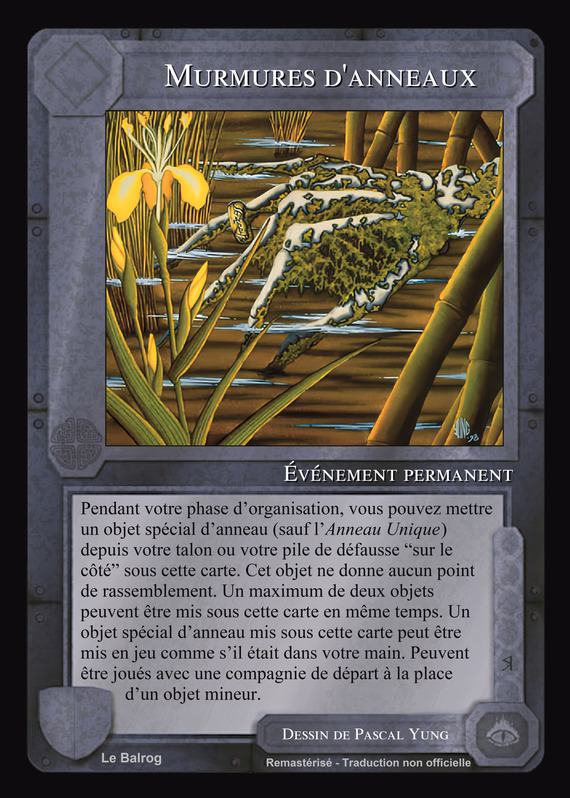 MURMURES D'ANNEAUX
YUNG '98
ÉVÉNEMENT PERMANENT
Pendant votre phase d'organisation, vous pouvez mettre
un objet spécial d'anneau (sauf l'Anneau Unique)
depuis votre talon ou votre pile de défausse “sur le
côté” sous cette carte. Cet objet ne donne aucun point
de rassemblement. Un maximum de deux objets
peuvent être mis sous cette carte en même temps. Un
objet spécial d'anneau mis sous cette carte peut être
mis en jeu comme s'il était dans votre main. Peuvent
être joués avec une compagnie de départ à la place
d'un objet mineur.
DESSIN DE PASCAL YUNG
Le Balrog
Remastérisé - Traduction non officielle